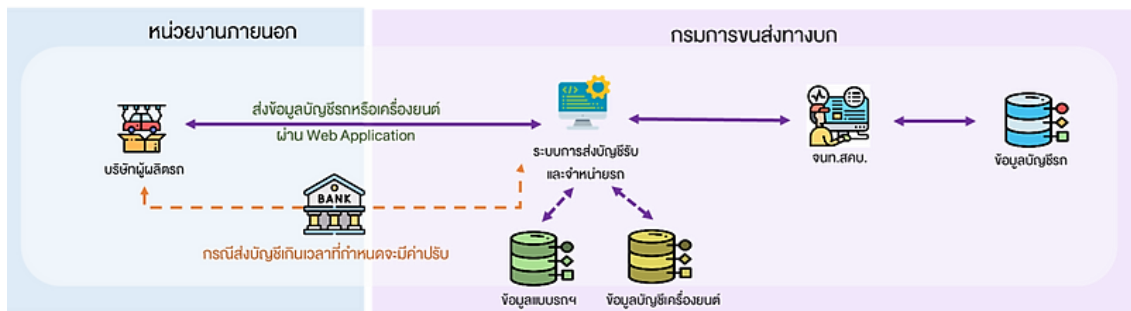 หน่วยงานภายนอก
กรมการขนส่งทางบก
ส่งข้อมูลบัญชีรถหรือเครื่องยนต์
ผ่าน Web Application
บริษัทผู้ผลิตรถ
ระบบการส่งบัญชีรับ
และจำหน่ายรถ
จนท.สคบ.
ข้อมูลบัญชีรถ
BANK
กรณีส่งบัญชีเกินเวลาที่กำหนดจะมีค่าปรับ
ข้อมูลแบบรถฯ
ข้อมูลบัญชีเครื่องยนต์